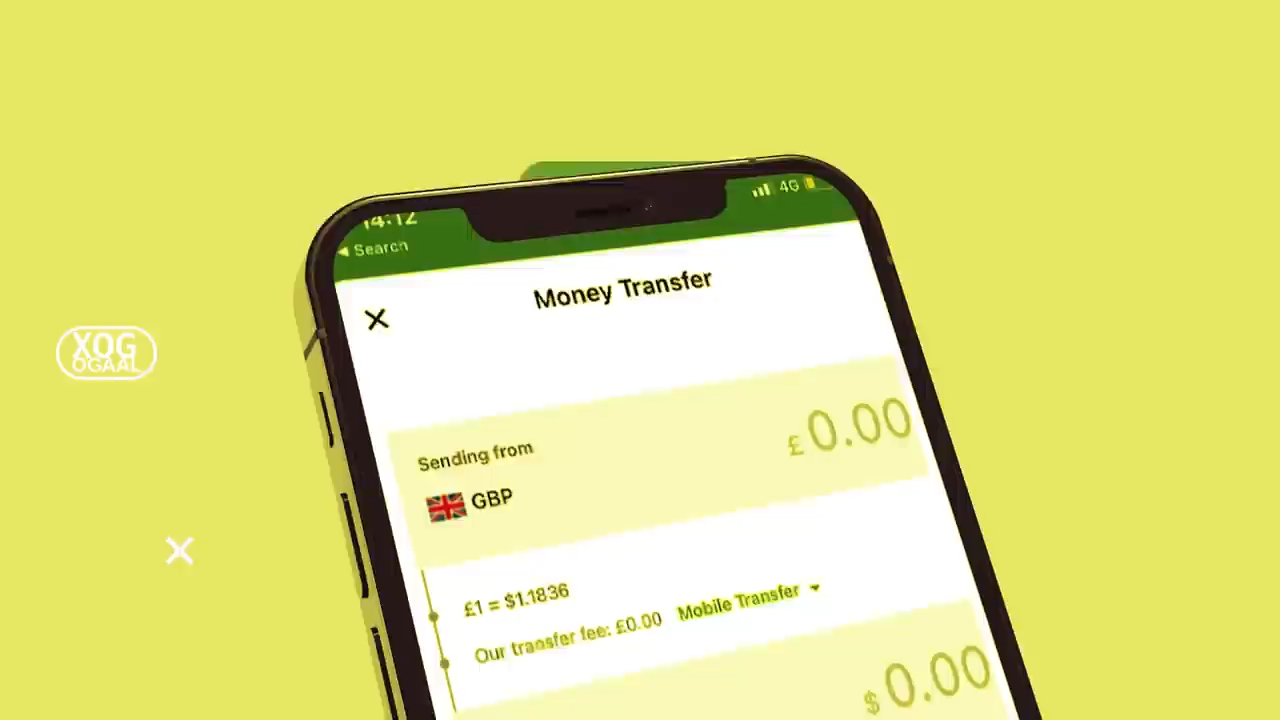 14:12
4G
Search
Money Transfer
Sending from
£0.00
GBP
£1 = $1.1836
Our transfer fee: £0.00 Mobile Transfer
$0.00
XOG
OGAAL